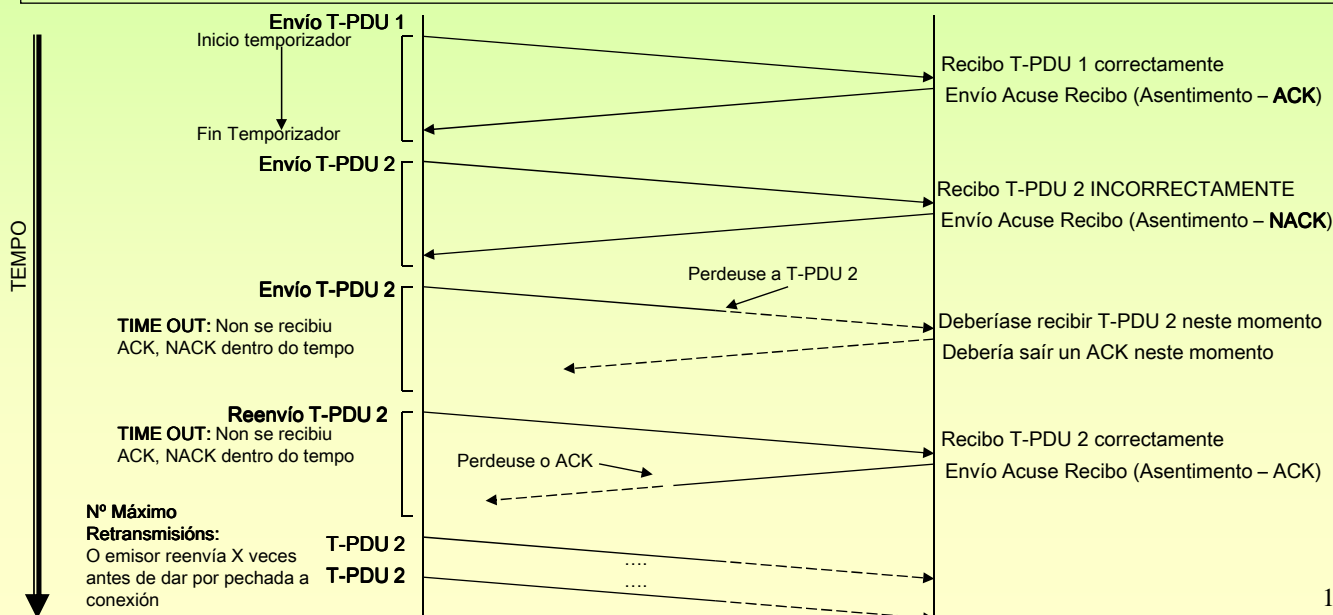 Envío T-PDU 1
Inicio temporizador
Recibo T-PDU 1 correctamente
Envío Acuse Recibo (Asentimento – ACK)
Fin Temporizador
Envío T-PDU 2
Recibo T-PDU 2 INCORRECTAMENTE
Envío Acuse Recibo (Asentimento – NACK)
TEMPO
Perdeuse a T-PDU 2
Envío T-PDU 2
TIME OUT: Non se recibiu
ACK, NACK dentro do tempo
Deberíase recibir T-PDU 2 neste momento
Debería saír un ACK neste momento
Reenvío T-PDU 2
TIME OUT: Non se recibiu
ACK, NACK dentro do tempo
Recibo T-PDU 2 correctamente
Perdeuse o ACK
Envío Acuse Recibo (Asentimento – ACK)
Nº Máximo
Retransmisións:
O emisor reenvía X veces
antes de dar por pechada a
conexión
T-PDU 2
....
T-PDU 2
....
1